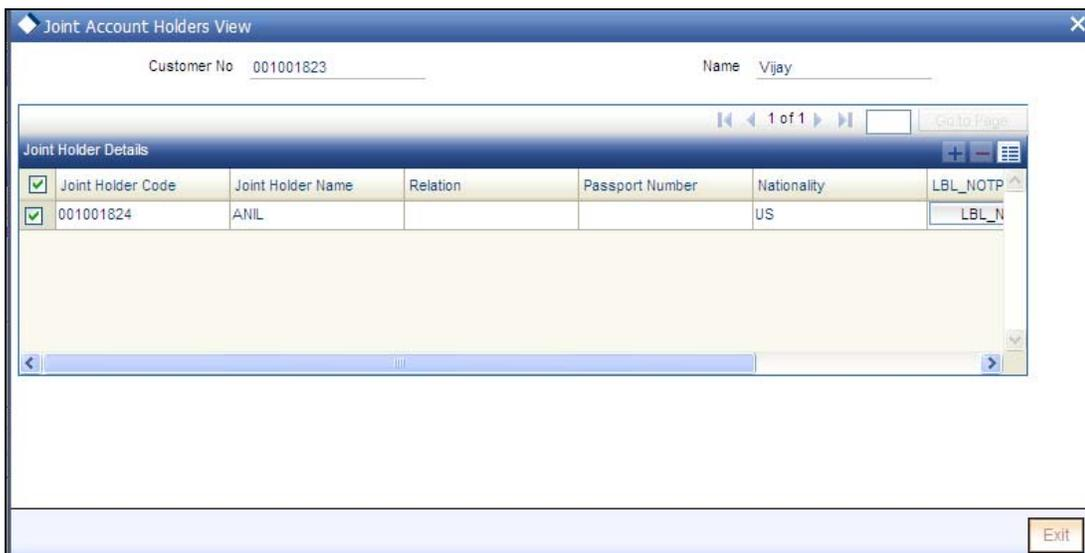 Joint Account Holders View
Customer No 001001823 Name Vijay
1 of 1 Go to Page
Joint Holder Details
Joint Holder Code Joint Holder Name Relation Passport Number Nationality LBL_NOTP
001001824 ANIL US LBL_N
Exit